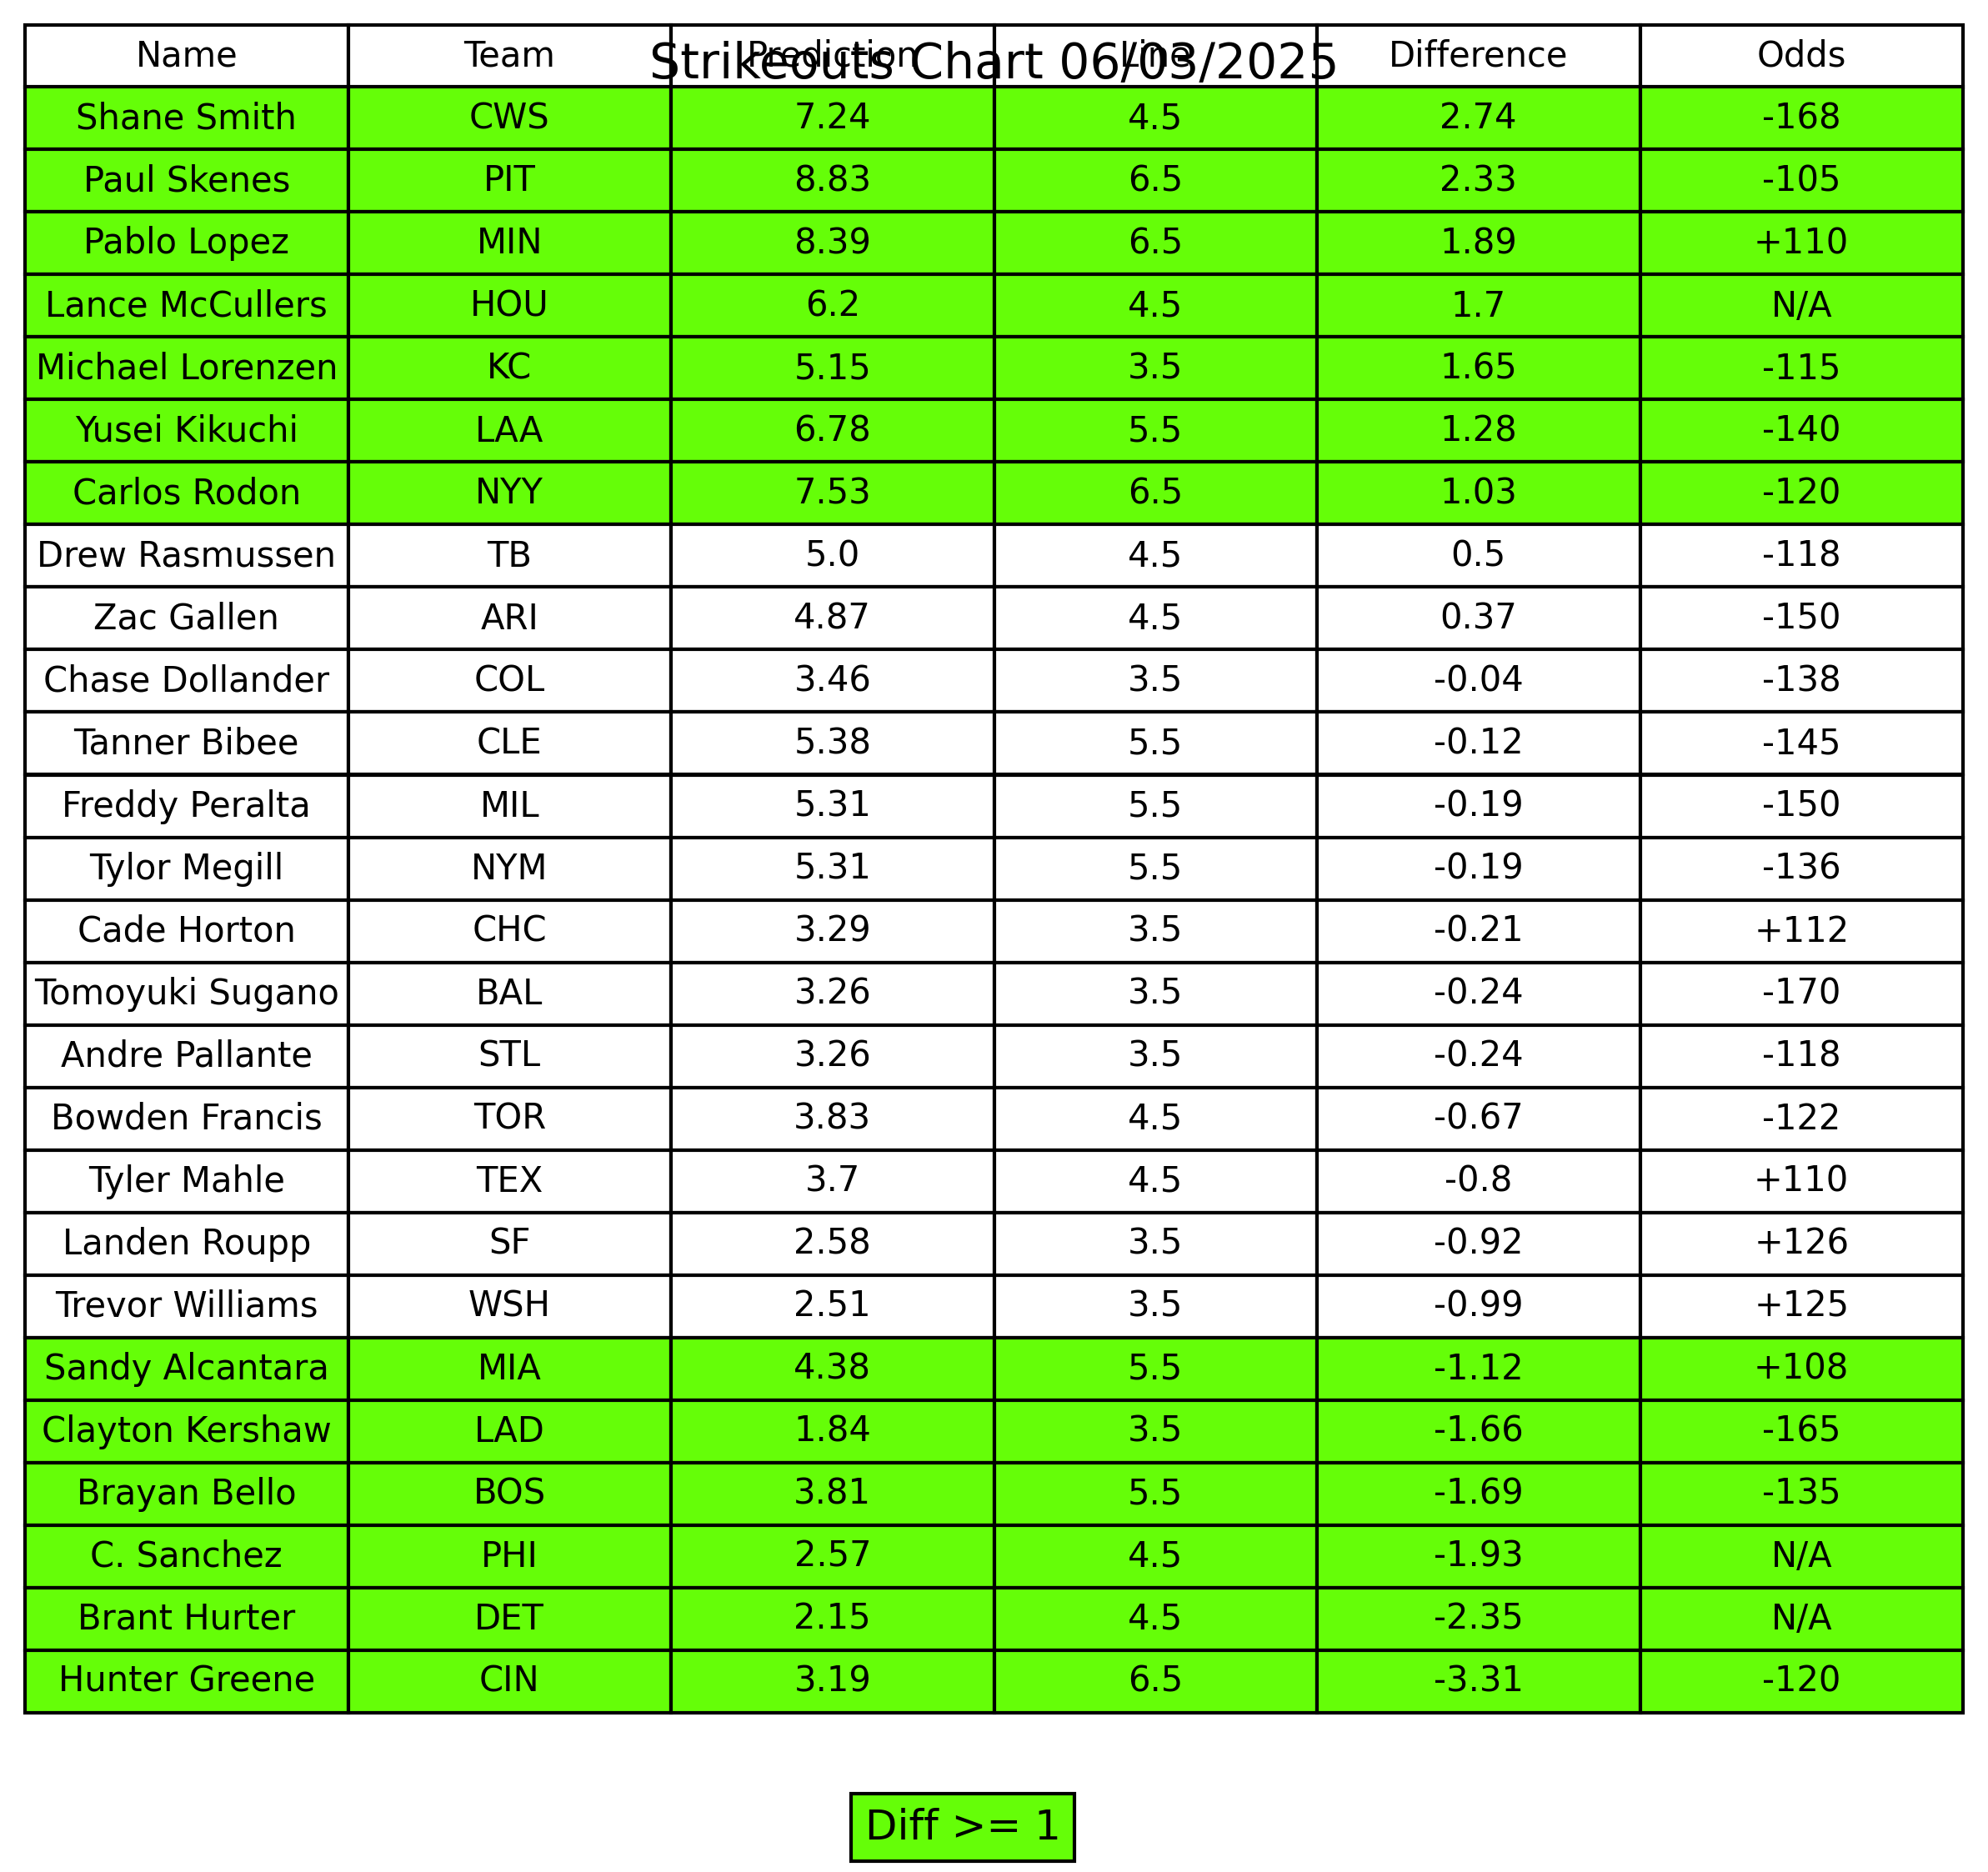 Strikeouts Chart 06/03/2025
Name Team Prediction Line Difference Odds
Shane Smith CWS 7.24 4.5 2.74 -168
Paul Skenes PIT 8.83 6.5 2.33 -105
Pablo Lopez MIN 8.39 6.5 1.89 +110
Lance McCullers HOU 6.2 4.5 1.7 N/A
Michael Lorenzen KC 5.15 3.5 1.65 -115
Yusei Kikuchi LAA 6.78 5.5 1.28 -140
Carlos Rodon NYY 7.53 6.5 1.03 -120
Drew Rasmussen TB 5.0 4.5 0.5 -118
Zac Gallen ARI 4.87 4.5 0.37 -150
Chase Dollander COL 3.46 3.5 -0.04 -138
Tanner Bibee CLE 5.38 5.5 -0.12 -145
Freddy Peralta MIL 5.31 5.5 -0.19 -150
Tylor Megill NYM 5.31 5.5 -0.19 -136
Cade Horton CHC 3.29 3.5 -0.21 +112
Tomoyuki Sugano BAL 3.26 3.5 -0.24 -170
Andre Pallante STL 3.26 3.5 -0.24 -118
Bowden Francis TOR 3.83 4.5 -0.67 -122
Tyler Mahle TEX 3.7 4.5 -0.8 +110
Landen Roupp SF 2.58 3.5 -0.92 +126
Trevor Williams WSH 2.51 3.5 -0.99 +125
Sandy Alcantara MIA 4.38 5.5 -1.12 +108
Clayton Kershaw LAD 1.84 3.5 -1.66 -165
Brayan Bello BOS 3.81 5.5 -1.69 -135
C. Sanchez PHI 2.57 4.5 -1.93 N/A
Brant Hurter DET 2.15 4.5 -2.35 N/A
Hunter Greene CIN 3.19 6.5 -3.31 -120
Diff >= 1